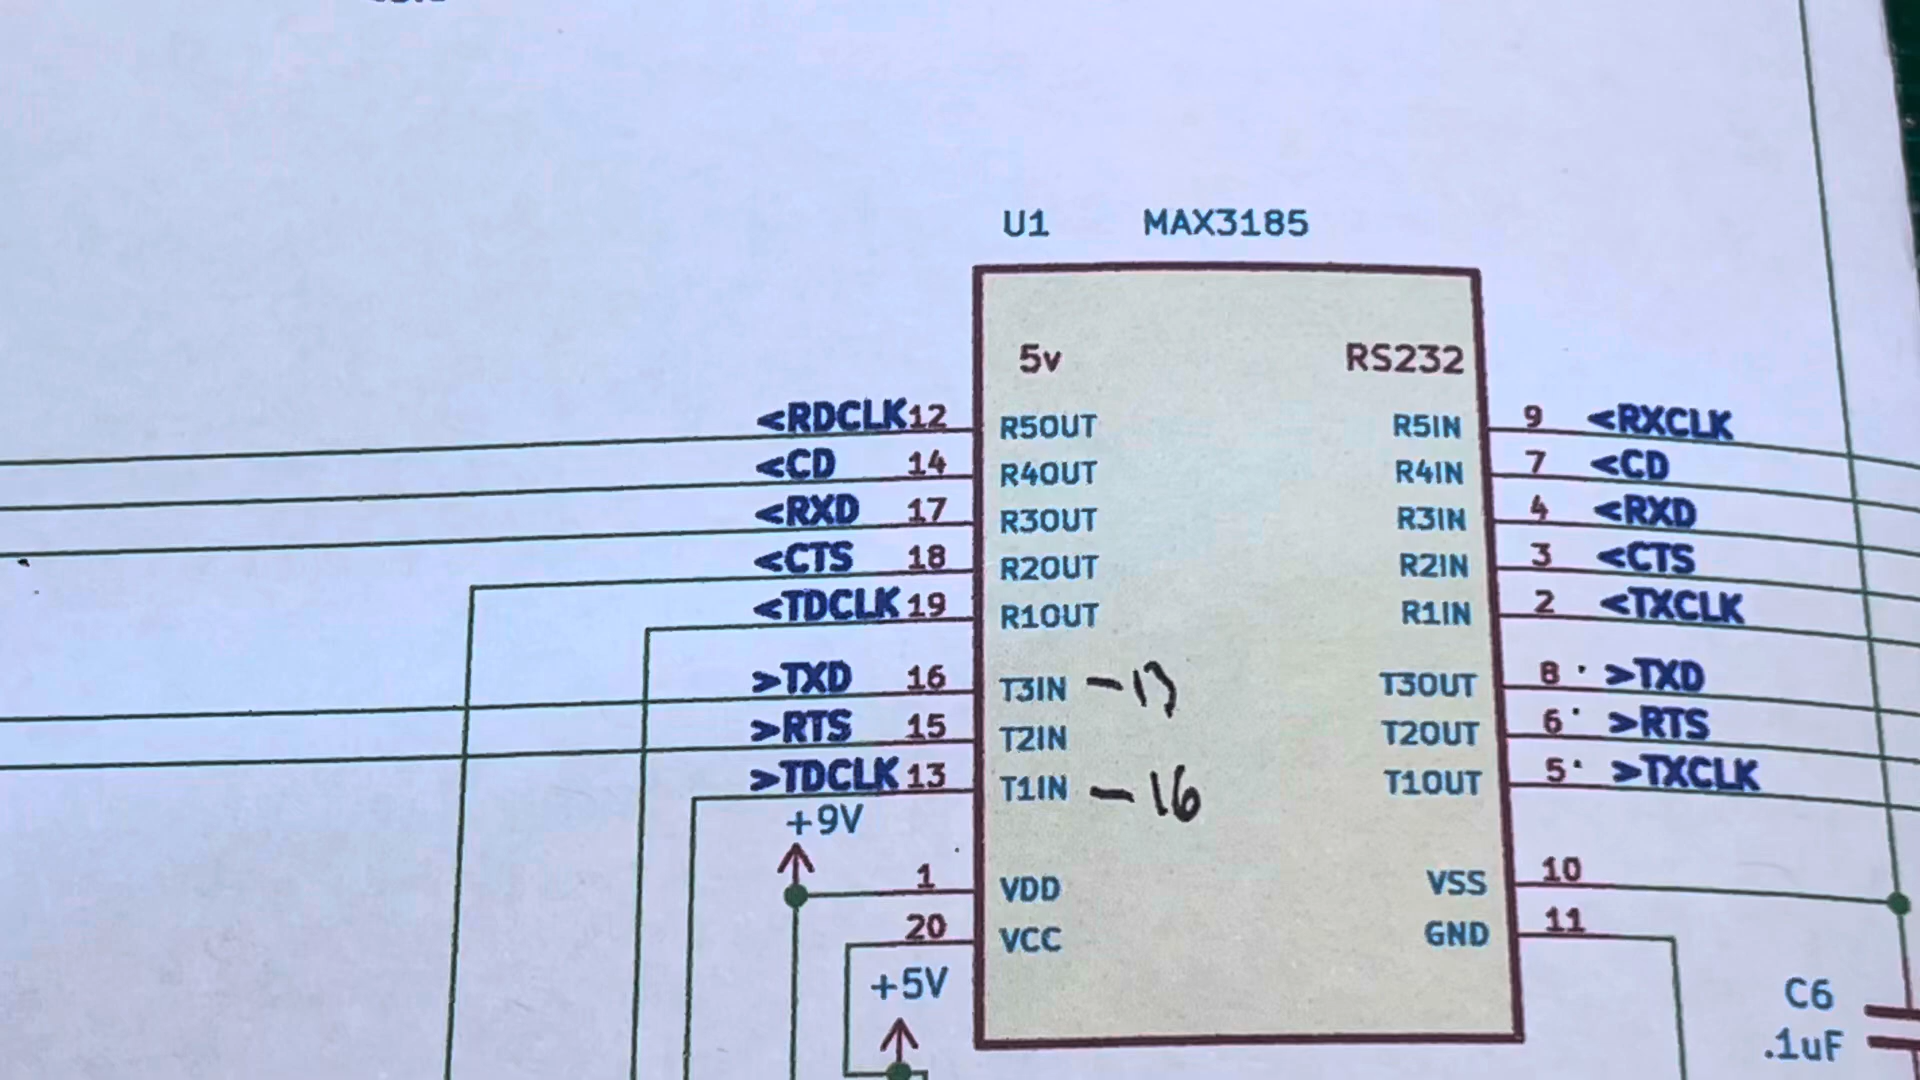 U1 MAX3185
5v RS232
<RDCLK 12 R5OUT R5IN 9 <RXCLK
<CD 14 R4OUT R4IN 7 <CD
<RXD 17 R3OUT R3IN 4 <RXD
<CTS 18 R2OUT R2IN 3 <CTS
<TDCLK 19 R1OUT R1IN 2 <TXCLK
>TXD 16 T3IN -13 T3OUT 8 >TXD
>RTS 15 T2IN T2OUT 6 >RTS
>TDCLK 13 T1IN -16 T1OUT 5 >TXCLK
+9V
1 VDD VSS 10
20 VCC GND 11
+5V
C6
.1uF